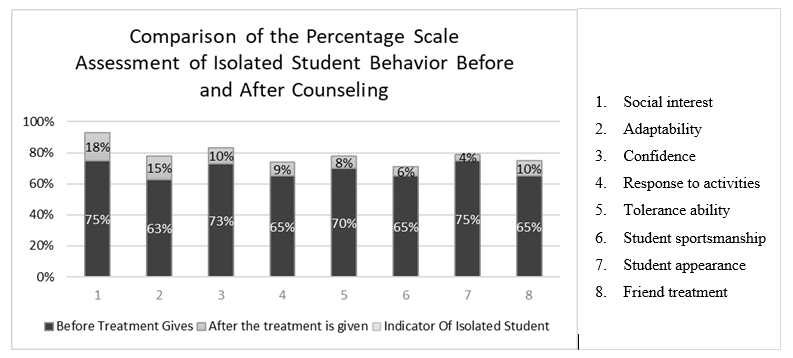 Comparison of the Percentage Scale
Assessment of Isolated Student Behavior Before
and After Counseling
100%
80%
60%
40%
20%
0%
18%
15%
10%
9%
8%
6%
4%
10%
75%
63%
73%
65%
70%
65%
75%
65%
1 2 3 4 5 6 7 8
Before Treatment Gives After the treatment is given Indicator Of Isolated Student
1. Social interest
2. Adaptability
3. Confidence
4. Response to activities
5. Tolerance ability
6. Student sportsmanship
7. Student appearance
8. Friend treatment